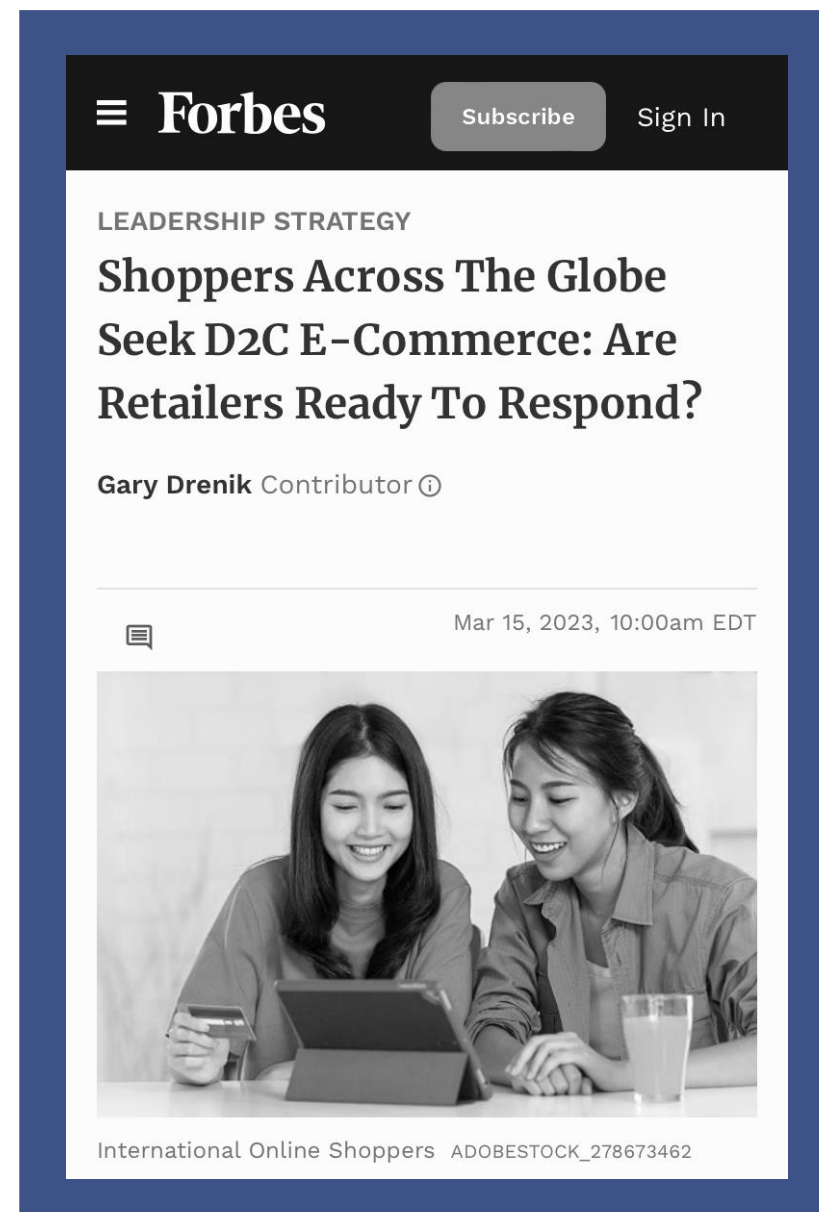 Forbes
Subscribe
Sign In
LEADERSHIP STRATEGY
Shoppers Across The Globe
Seek D2C E-Commerce: Are
Retailers Ready To Respond?
Gary Drenik Contributor
Mar 15, 2023, 10:00am EDT
International Online Shoppers ADOBESTOCK_278673462